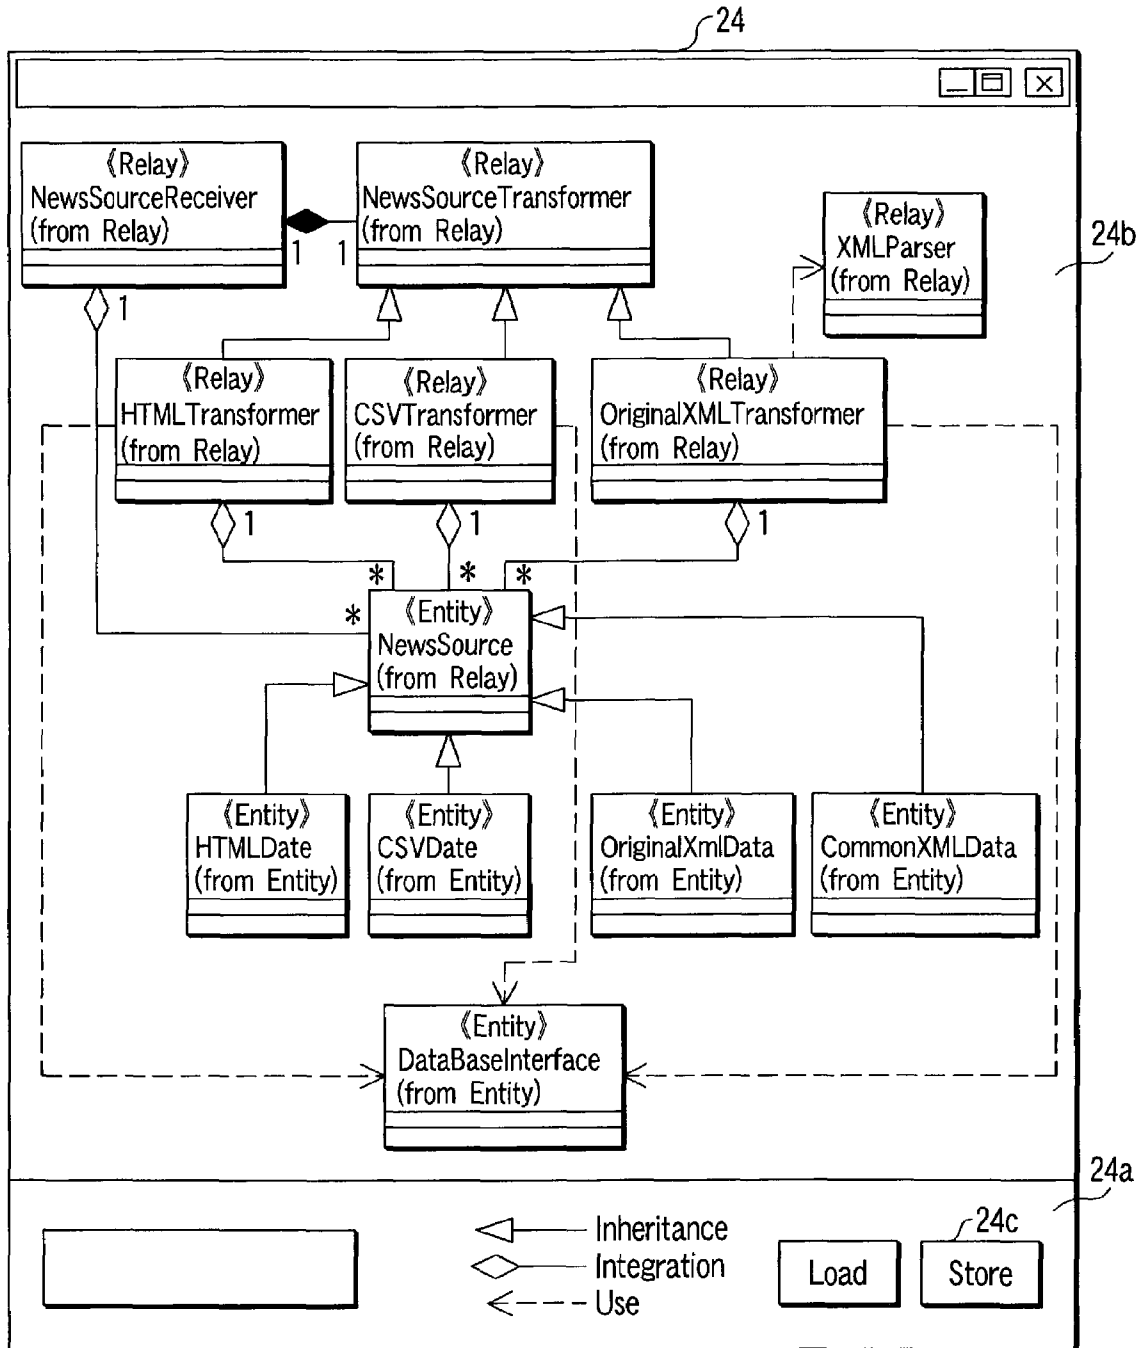 24
《Relay》
NewsSourceReceiver
(from Relay)
1
1
《Relay》
NewsSourceTransformer
(from Relay)
《Relay》
XMLParser
(from Relay)
24b
1
《Relay》
HTMLTransformer
(from Relay)
《Relay》
CSVTransformer
(from Relay)
《Relay》
OriginalXMLTransformer
(from Relay)
1
1
1
*
*
*
*
《Entity》
NewsSource
(from Relay)
《Entity》
HTMLDate
(from Entity)
《Entity》
CSVDate
(from Entity)
《Entity》
OriginalXmlData
(from Entity)
《Entity》
CommonXMLData
(from Entity)
《Entity》
DataBaseInterface
(from Entity)
24a
Inheritance
Integration
Use
24c
Load
Store